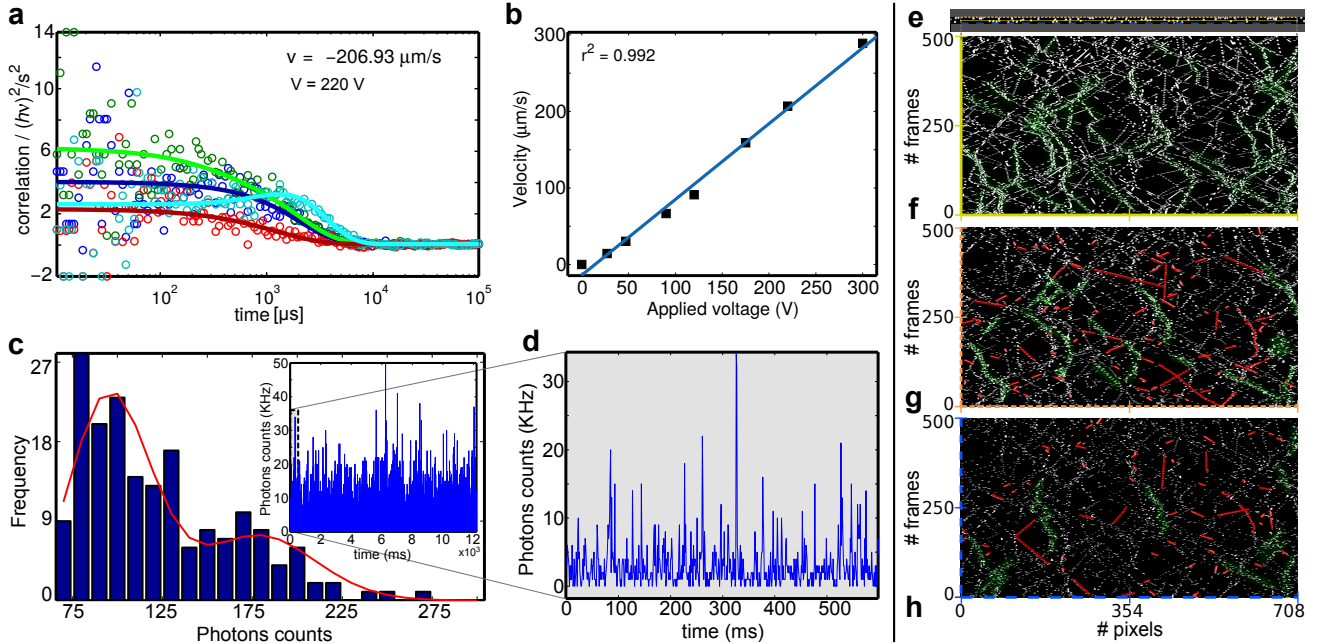 a
14
10
6
2
−2
correlation / (hν)²/s²
v = −206.93 µm/s
V = 220 V
10²
10³
10⁴
10⁵
time [µs]
b
300
200
100
0
Velocity (µm/s)
r² = 0.992
0
50
100
150
200
250
300
Applied voltage (V)
c
27
18
9
0
Frequency
75
125
175
225
275
Photons counts
50
40
30
20
10
0
Photons counts (KHz)
0
2
4
6
8
10
12
time (ms)
x10³
d
30
20
10
0
Photons counts (KHz)
0
100
200
300
400
500
time (ms)
e
500
250
0
# frames
f
500
250
0
# frames
g
500
250
0
# frames
h
0
354
708
# pixels